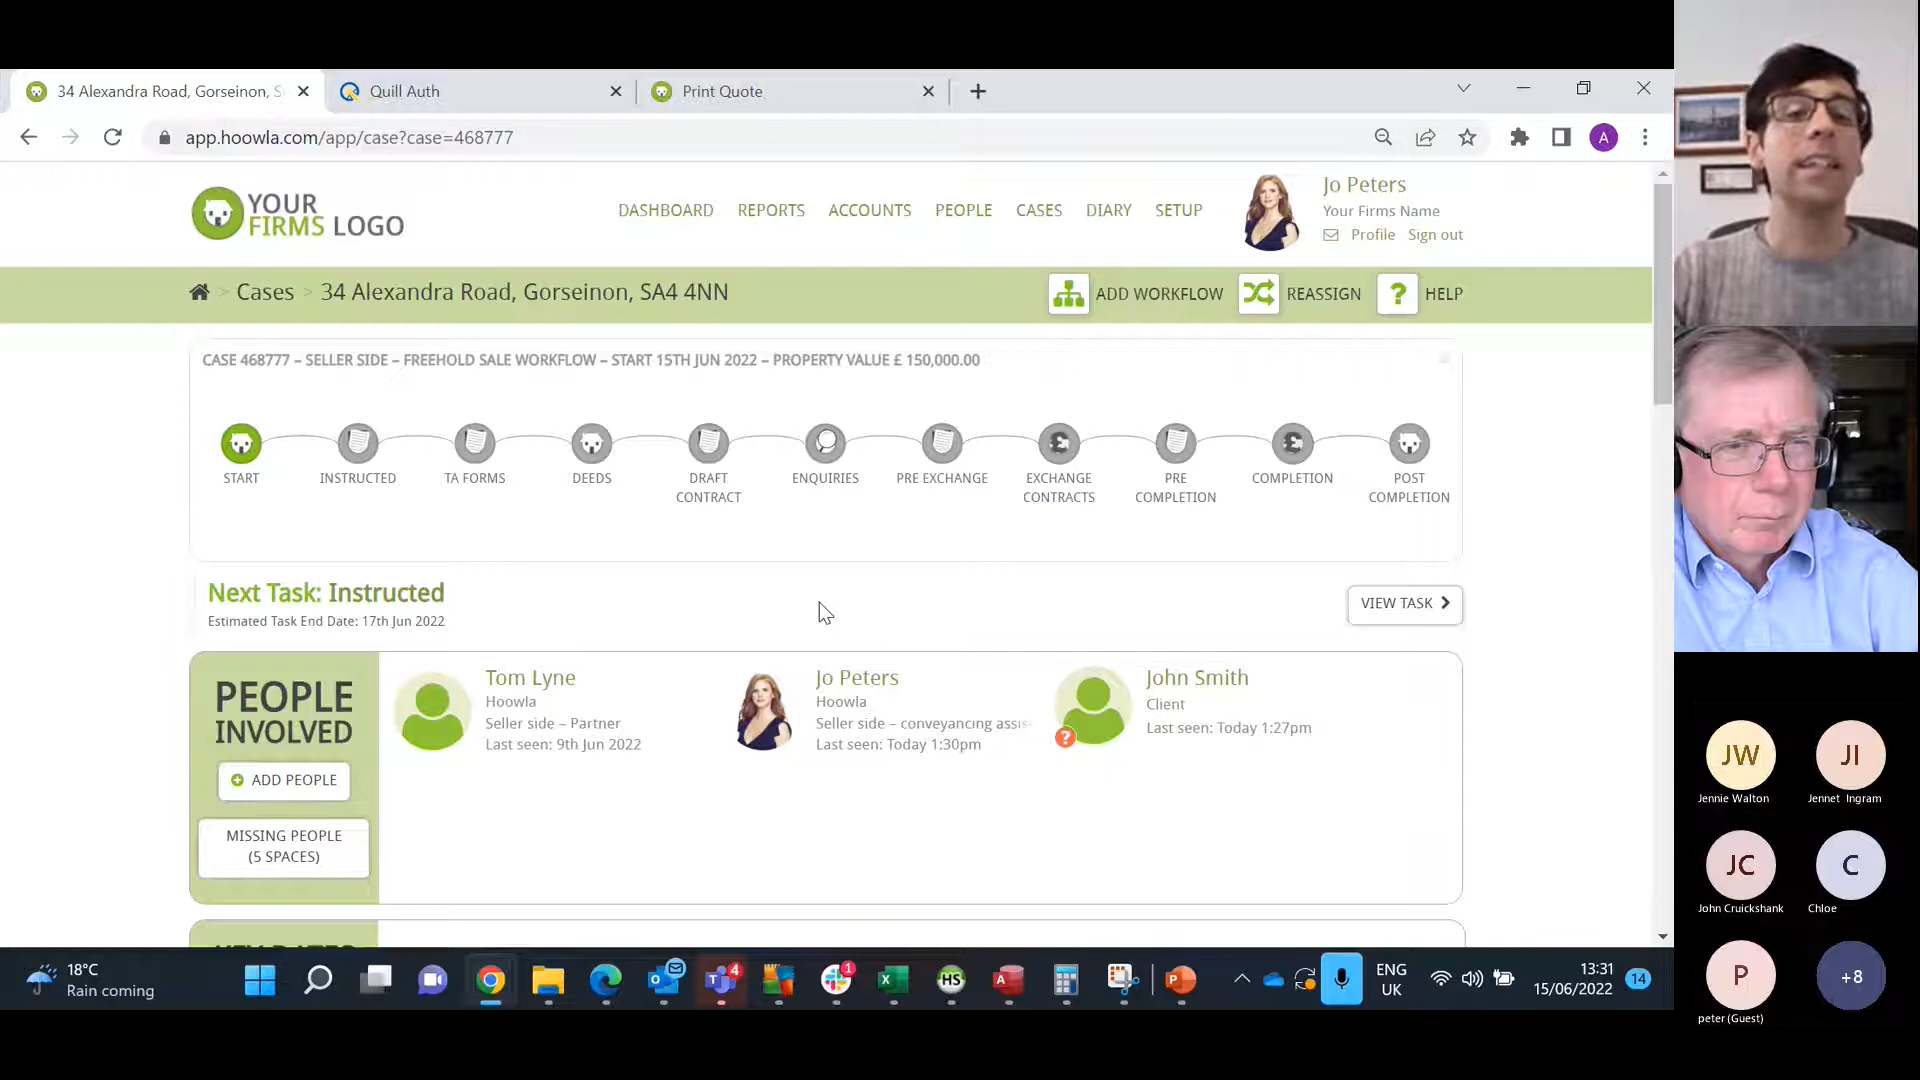 34 Alexandra Road, Gorseinon, S
Quill Auth
Print Quote
app.hoowla.com/app/case?case=468777
A
YOUR
FIRMS LOGO
DASHBOARD
REPORTS
ACCOUNTS
PEOPLE
CASES
DIARY
SETUP
Jo Peters
Your Firms Name
Profile
Sign out
> Cases > 34 Alexandra Road, Gorseinon, SA4 4NN
ADD WORKFLOW
REASSIGN
? HELP
CASE 468777 – SELLER SIDE – FREEHOLD SALE WORKFLOW – START 15TH JUN 2022 – PROPERTY VALUE £ 150,000.00
START
INSTRUCTED
TA FORMS
DEEDS
DRAFT
CONTRACT
ENQUIRIES
PRE EXCHANGE
EXCHANGE
CONTRACTS
PRE
COMPLETION
COMPLETION
POST
COMPLETION
Next Task: Instructed
Estimated Task End Date: 17th Jun 2022
VIEW TASK
PEOPLE
INVOLVED
ADD PEOPLE
MISSING PEOPLE
(5 SPACES)
Tom Lyne
Hoowla
Seller side – Partner
Last seen: 9th Jun 2022
Jo Peters
Hoowla
Seller side – conveyancing assis
Last seen: Today 1:30pm
?
John Smith
Client
Last seen: Today 1:27pm
KEY DATES
JW
Jennie Walton
JI
Jennet Ingram
JC
John Cruickshank
C
Chloe
P
peter (Guest)
+8
18°C
Rain coming
4
1
HS
ENG
UK
13:31
15/06/2022
14